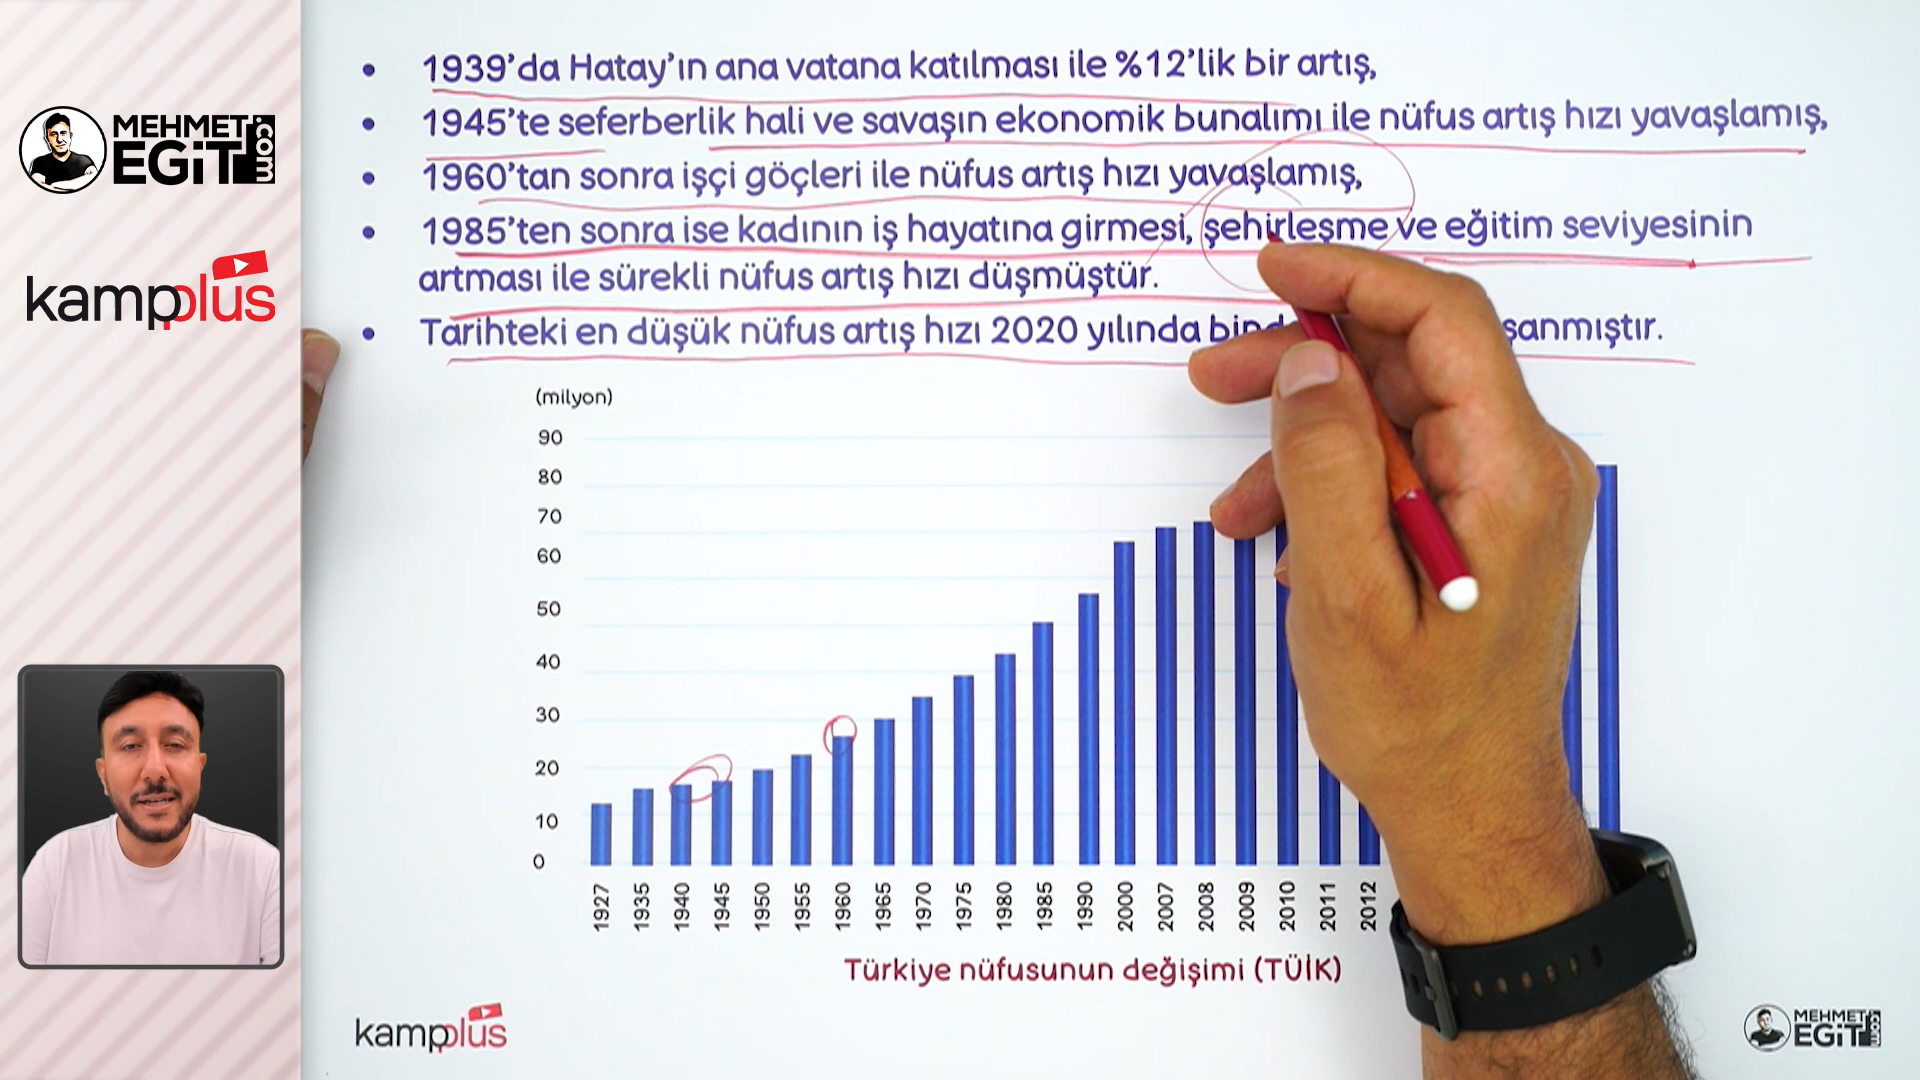 MEHMET
EGiT
.com
kampplus
• 1939’da Hatay’ın ana vatana katılması ile %12’lik bir artış,
• 1945’te seferberlik hali ve savaşın ekonomik bunalımı ile nüfus artış hızı yavaşlamış,
• 1960’tan sonra işçi göçleri ile nüfus artış hızı yavaşlamış,
• 1985’ten sonra ise kadının iş hayatına girmesi, şehirleşme ve eğitim seviyesinin
artması ile sürekli nüfus artış hızı düşmüştür.
• Tarihteki en düşük nüfus artış hızı 2020 yılında
(milyon)
90
80
70
60
50
40
30
20
10
0
1927 1935 1940 1945 1950 1955 1960 1965 1970 1975 1980 1985 1990 2000 2007 2008 2009 2010 2011 2012
Türkiye nüfusunun değişimi (TÜİK)
kampplus
MEHMET
EGiT
.com